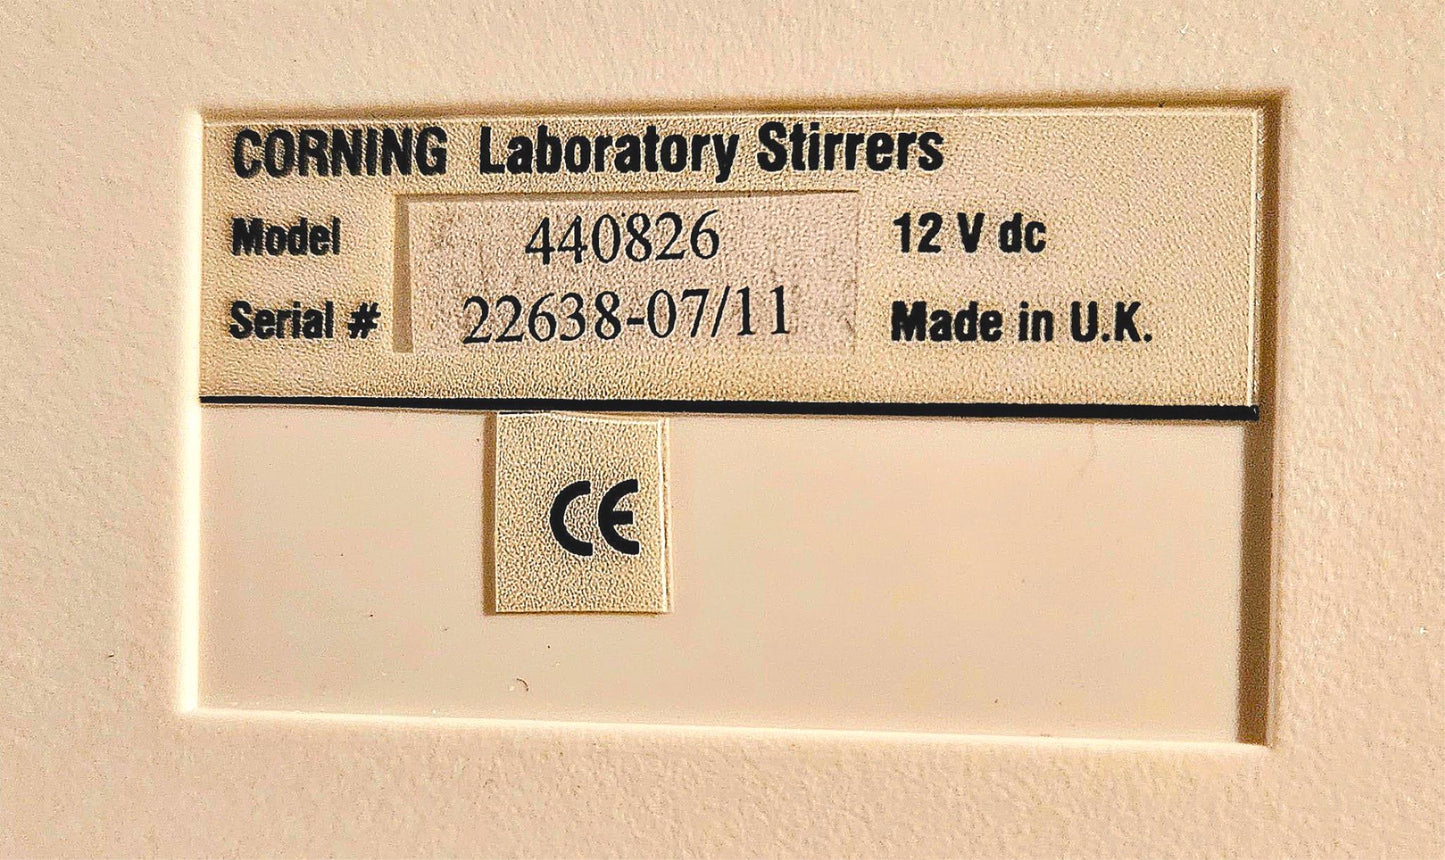 CORNING Laboratory Stirrers
Model 440826 12 V dc
Serial # 22638-07/11 Made in U.K.
CE